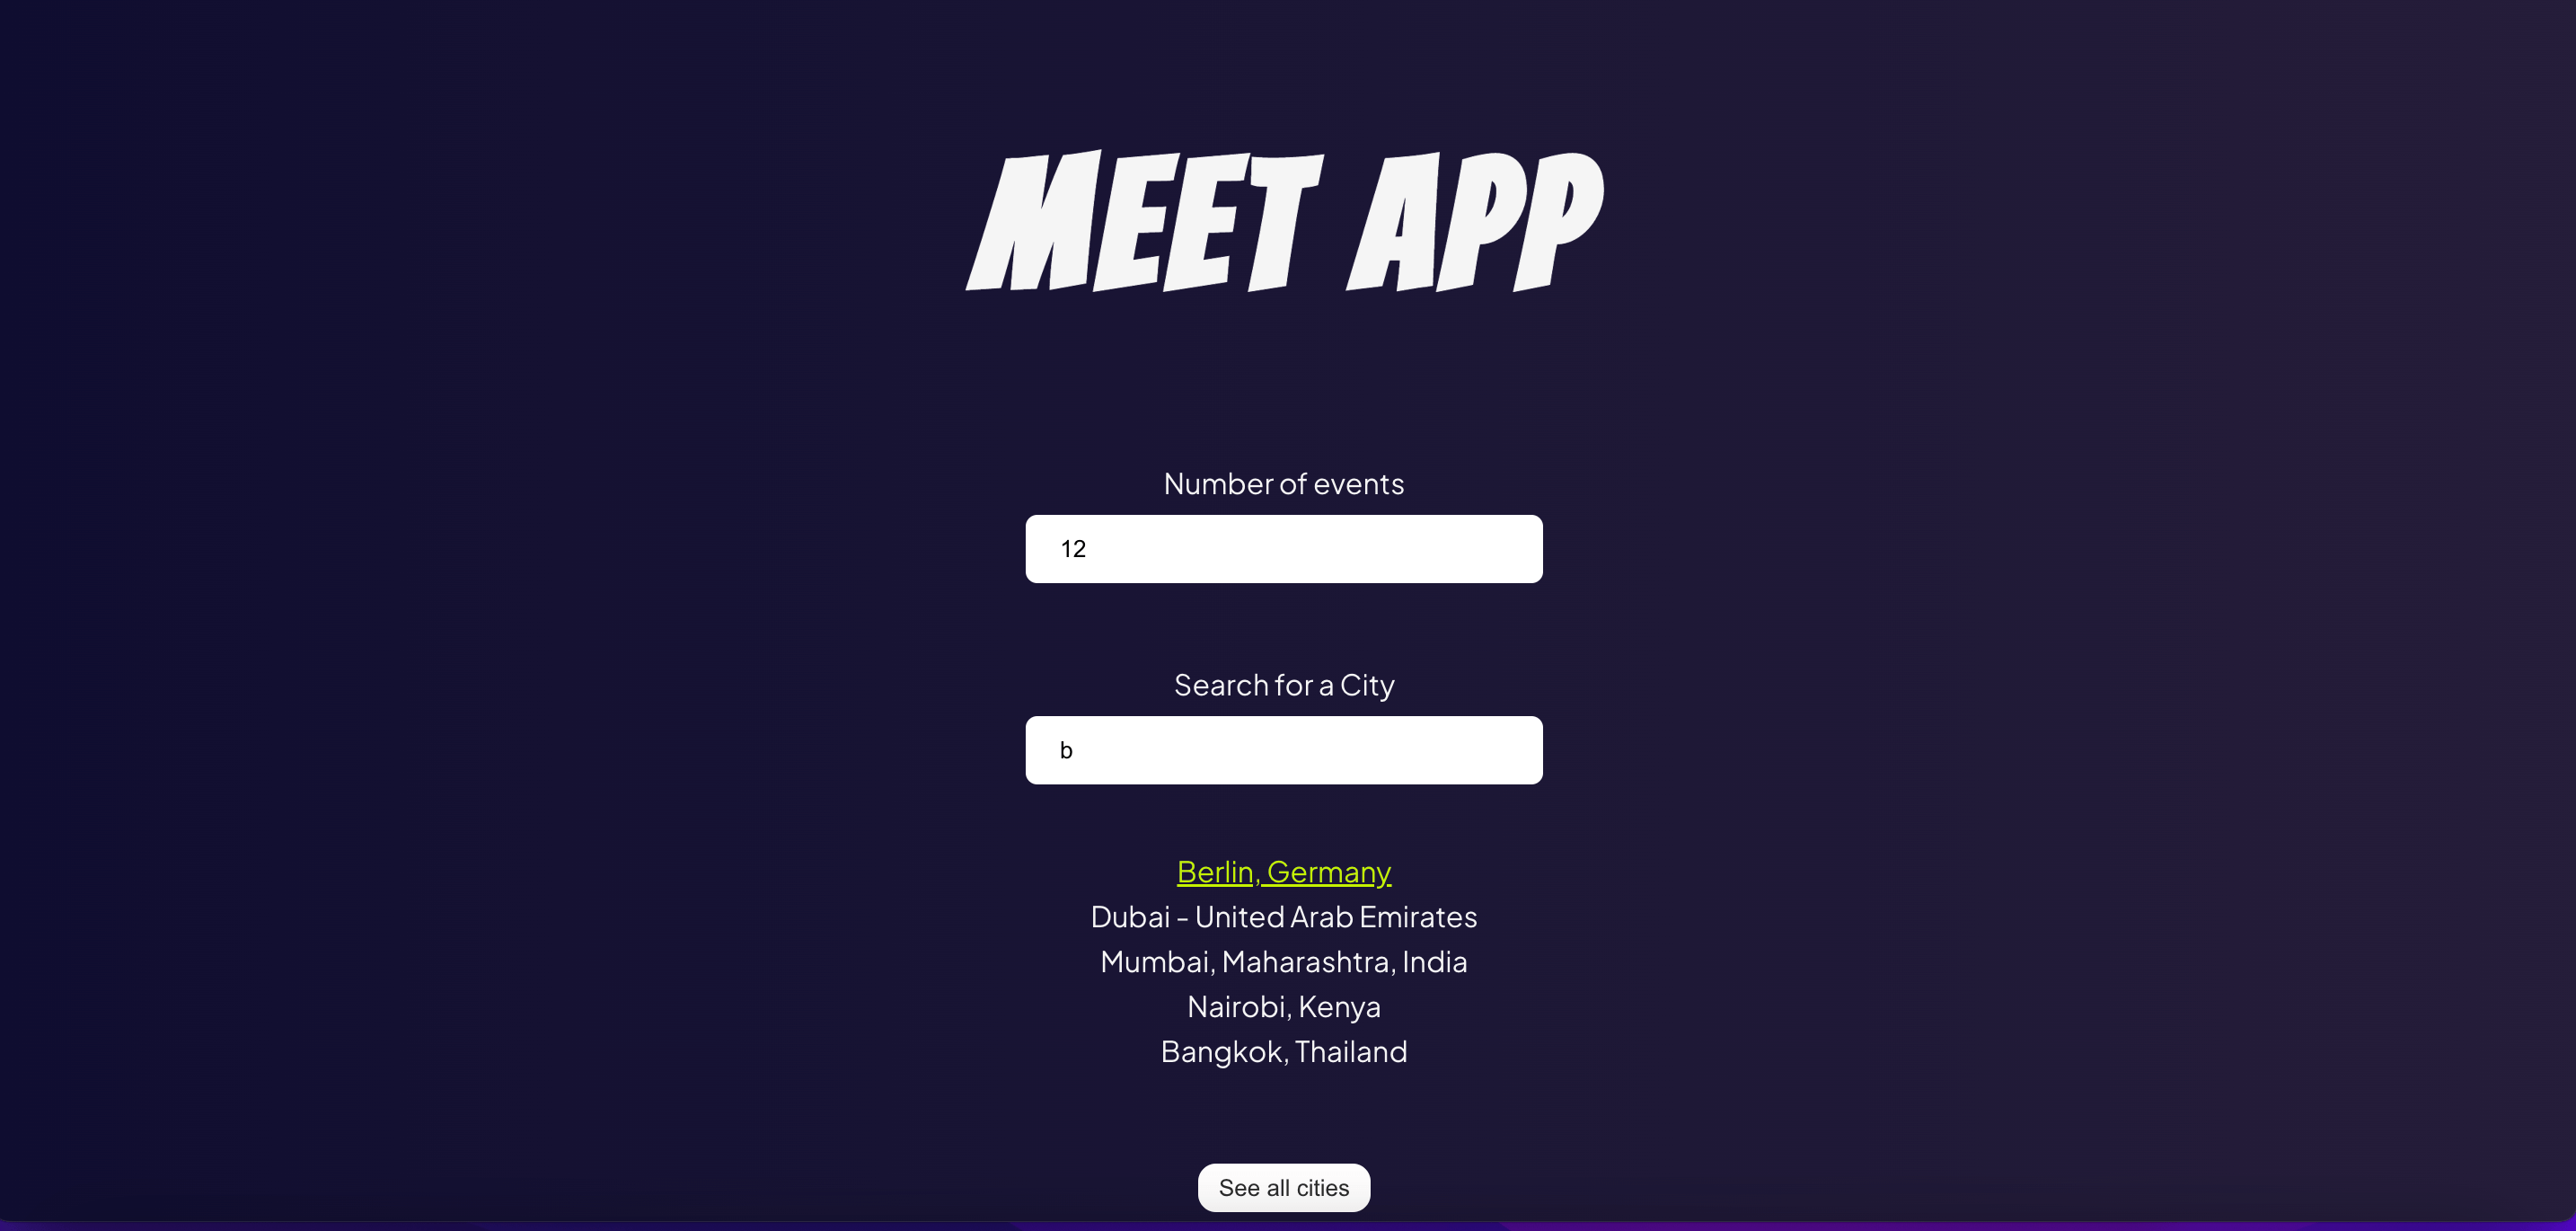 MEET APP
Number of events
12
Search for a City
b
Berlin, Germany
Dubai - United Arab Emirates
Mumbai, Maharashtra, India
Nairobi, Kenya
Bangkok, Thailand
See all cities